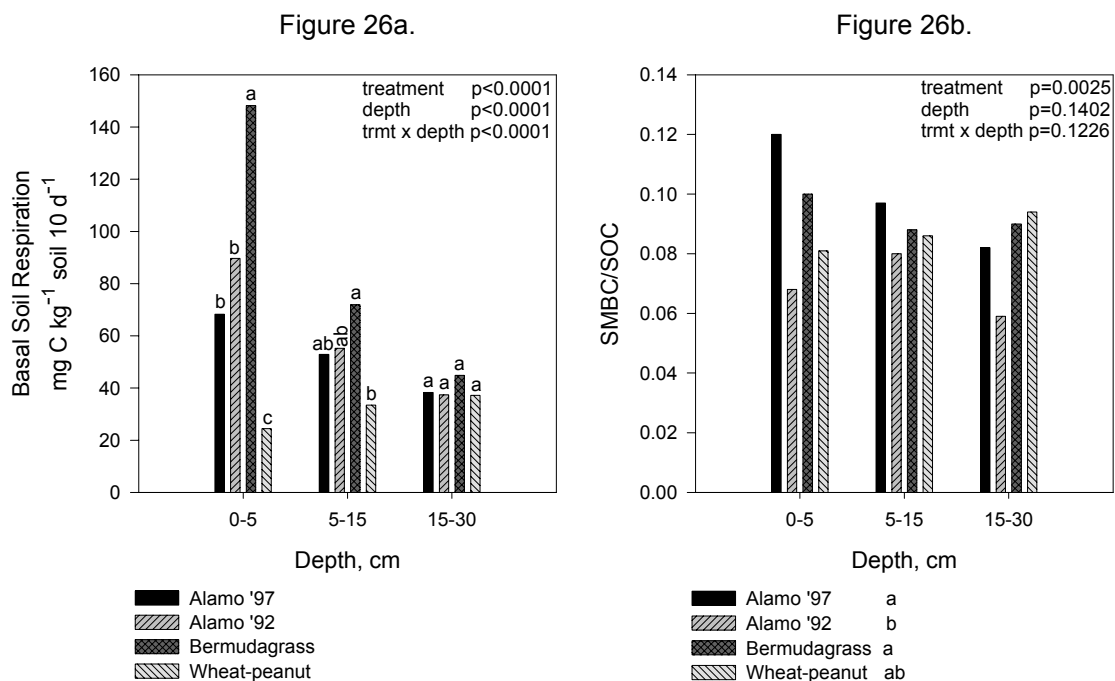 Figure 26a.
Figure 26b.
160
140
120
100
80
60
40
20
0
Basal Soil Respiration
mg C kg⁻¹ soil 10 d⁻¹
treatment p<0.0001
depth p<0.0001
trmt x depth p<0.0001
b
b
a
c
ab
ab
a
b
a
a
a
a
0-5
5-15
15-30
Depth, cm
Alamo '97
Alamo '92
Bermudagrass
Wheat-peanut
0.14
0.12
0.10
0.08
0.06
0.04
0.02
0.00
SMBC/SOC
treatment p=0.0025
depth p=0.1402
trmt x depth p=0.1226
0-5
5-15
15-30
Depth, cm
Alamo '97 a
Alamo '92 b
Bermudagrass a
Wheat-peanut ab